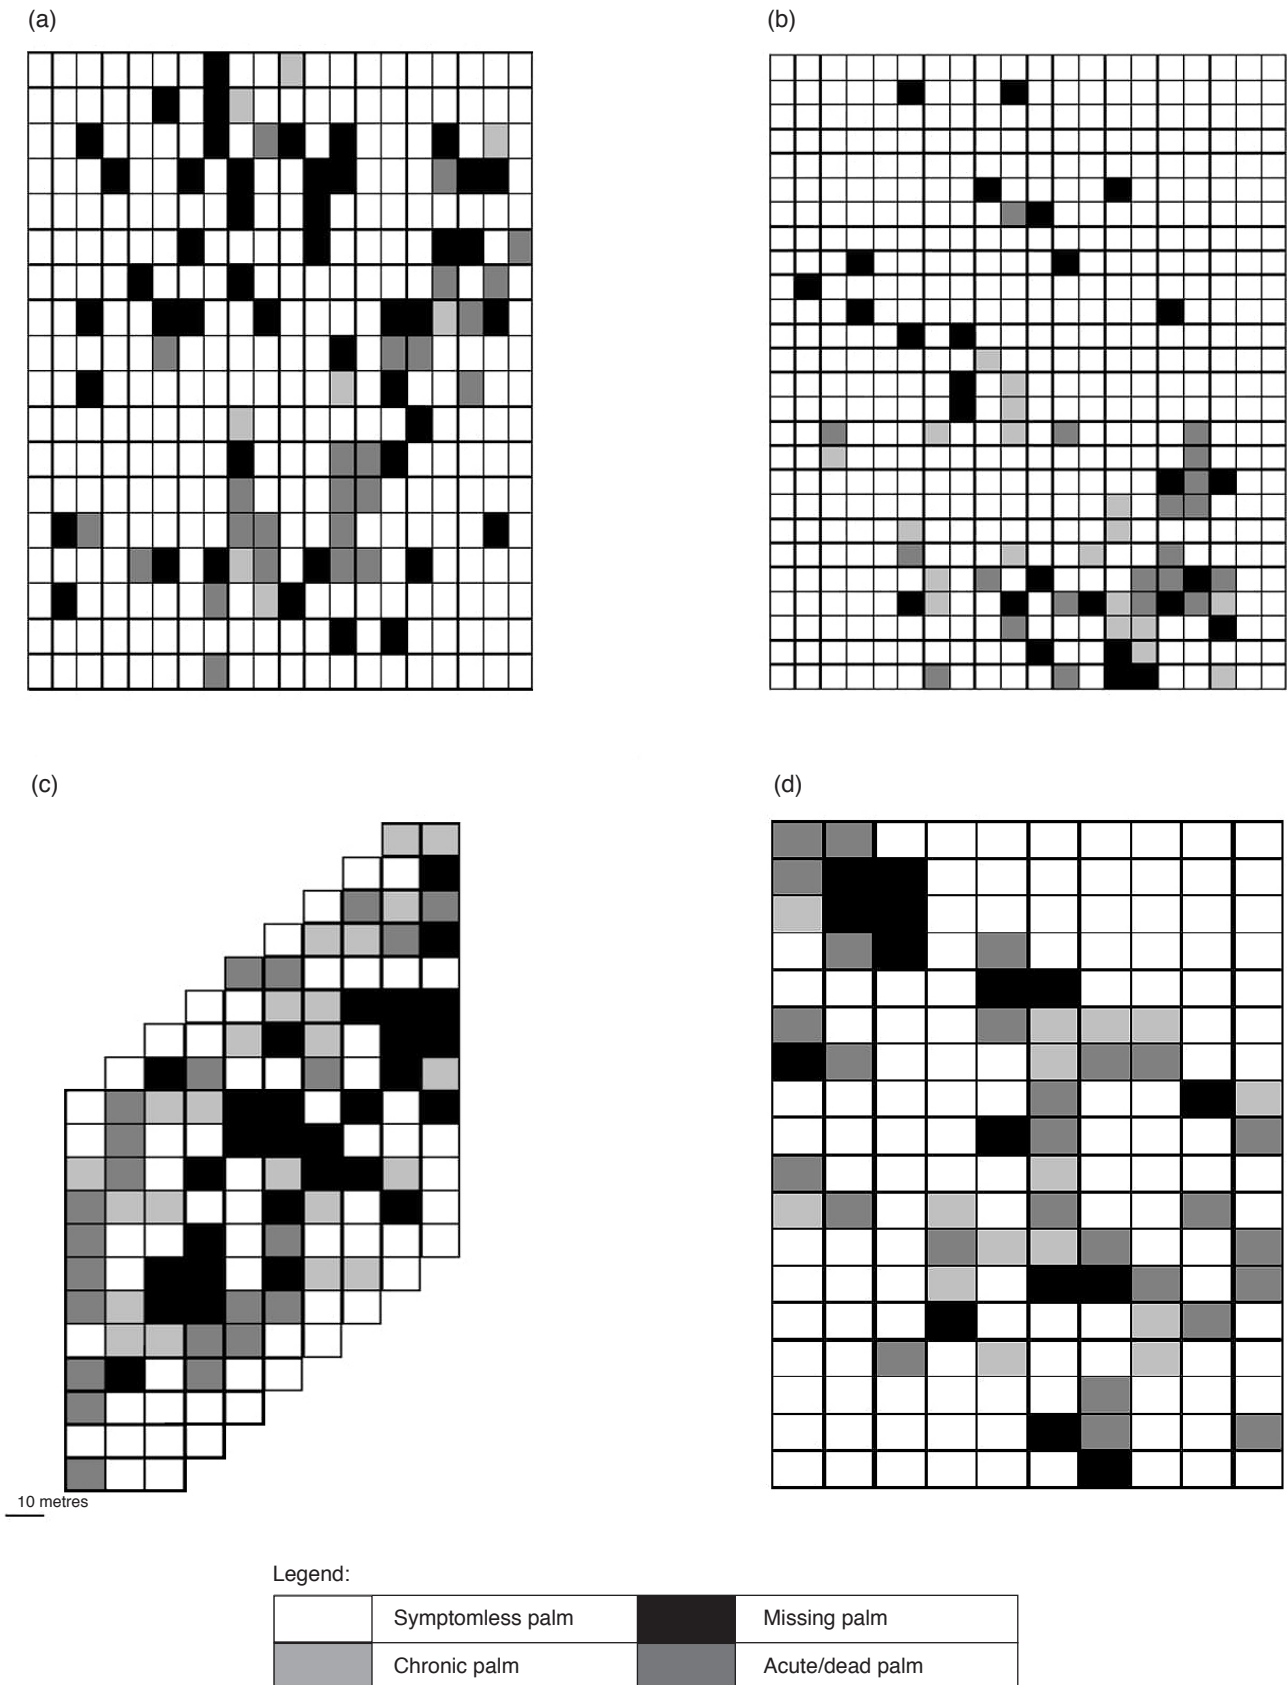 (a)
(b)
(c)
(d)
10 metres
Legend:
Symptomless palm
Missing palm
Chronic palm
Acute/dead palm